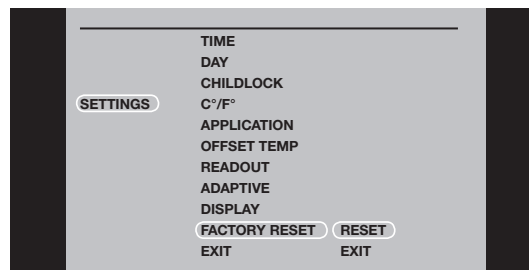 TIME
DAY
CHILDLOCK
SETTINGS C°/F°
APPLICATION
OFFSET TEMP
READOUT
ADAPTIVE
DISPLAY
FACTORY RESET RESET
EXIT EXIT